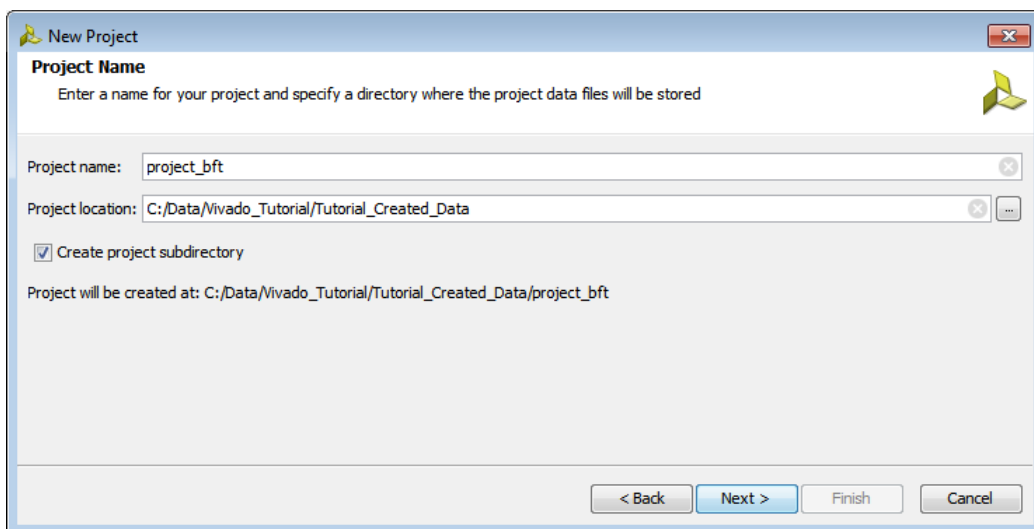 New Project
Project Name
Enter a name for your project and specify a directory where the project data files will be stored
Project name: project_bft
Project location: C:/Data/Vivado_Tutorial/Tutorial_Created_Data ...
Create project subdirectory
Project will be created at: C:/Data/Vivado_Tutorial/Tutorial_Created_Data/project_bft
< Back Next > Finish Cancel